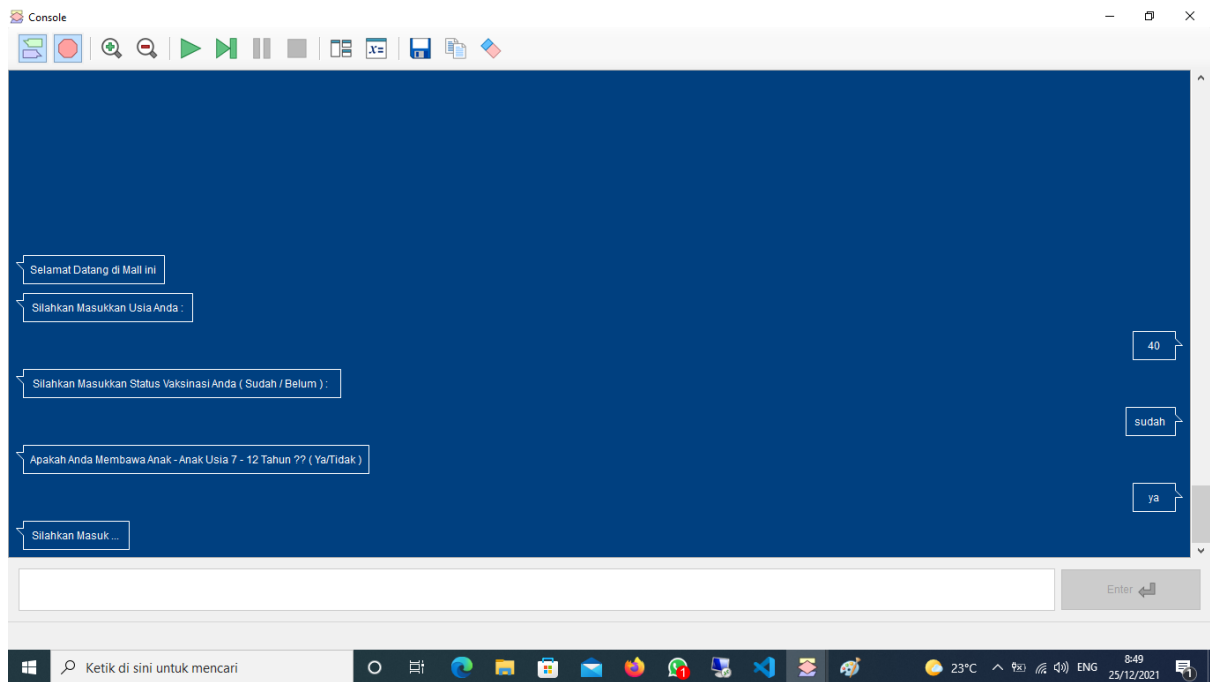 Console
x=
Selamat Datang di Mall ini
Silahkan Masukkan Usia Anda :
40
Silahkan Masukkan Status Vaksinasi Anda ( Sudah / Belum ) :
sudah
Apakah Anda Membawa Anak - Anak Usia 7 - 12 Tahun ?? ( Ya/Tidak )
ya
Silahkan Masuk ...
Enter
Ketik di sini untuk mencari
23°C
ENG
8:49
25/12/2021
1